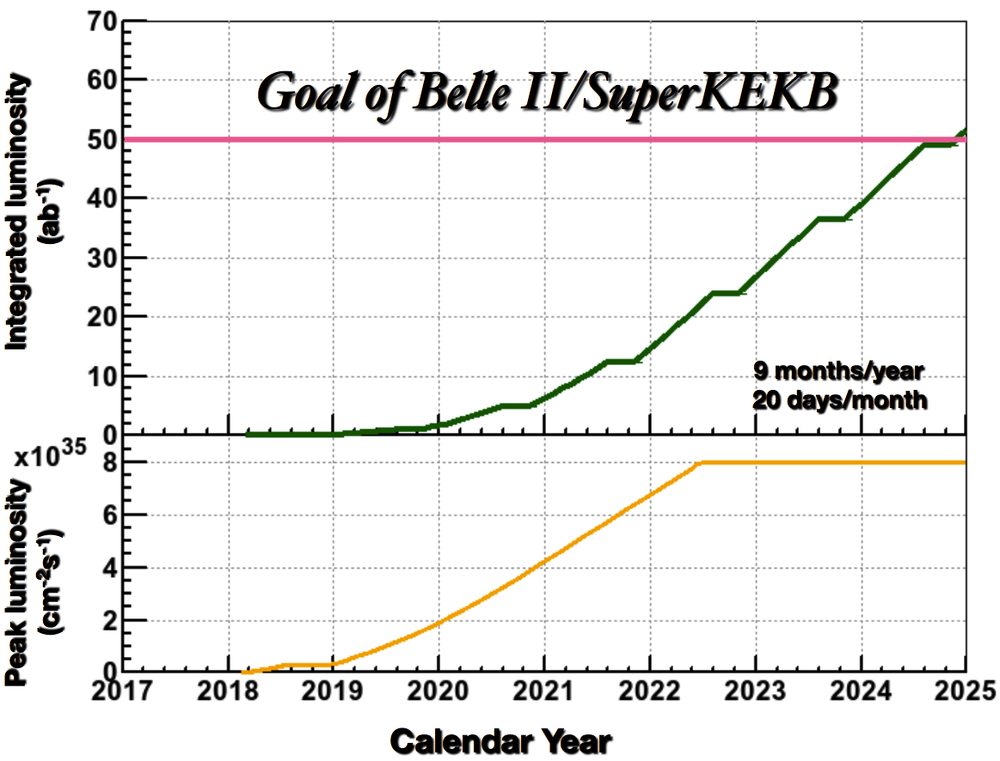 70
60
50
40
30
20
10
0
Integrated luminosity
(ab⁻¹)
Goal of Belle II/SuperKEKB
9 months/year
20 days/month
x10³⁵
8
6
4
2
0
Peak luminosity
(cm⁻²s⁻¹)
2017 2018 2019 2020 2021 2022 2023 2024 2025
Calendar Year